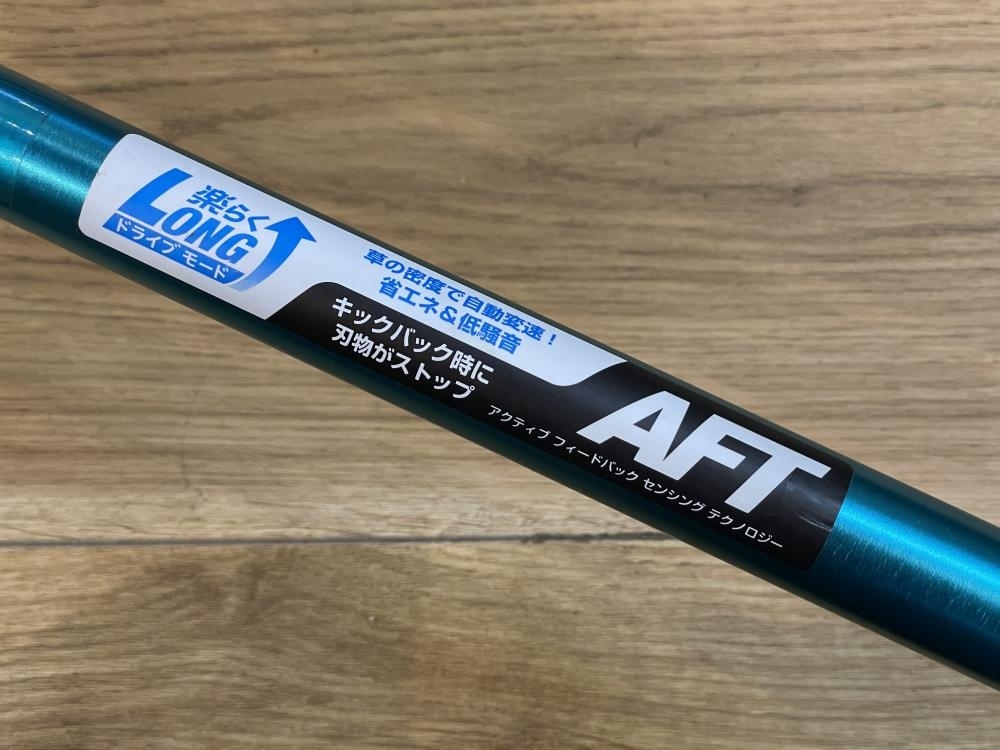 楽らく
LONG
ドライブ モード
草の密度で自動変速！
省エネ&低騒音
キックバック時に
刃物がストップ
AFT
アクティブ フィードバック センシング テクノロジー